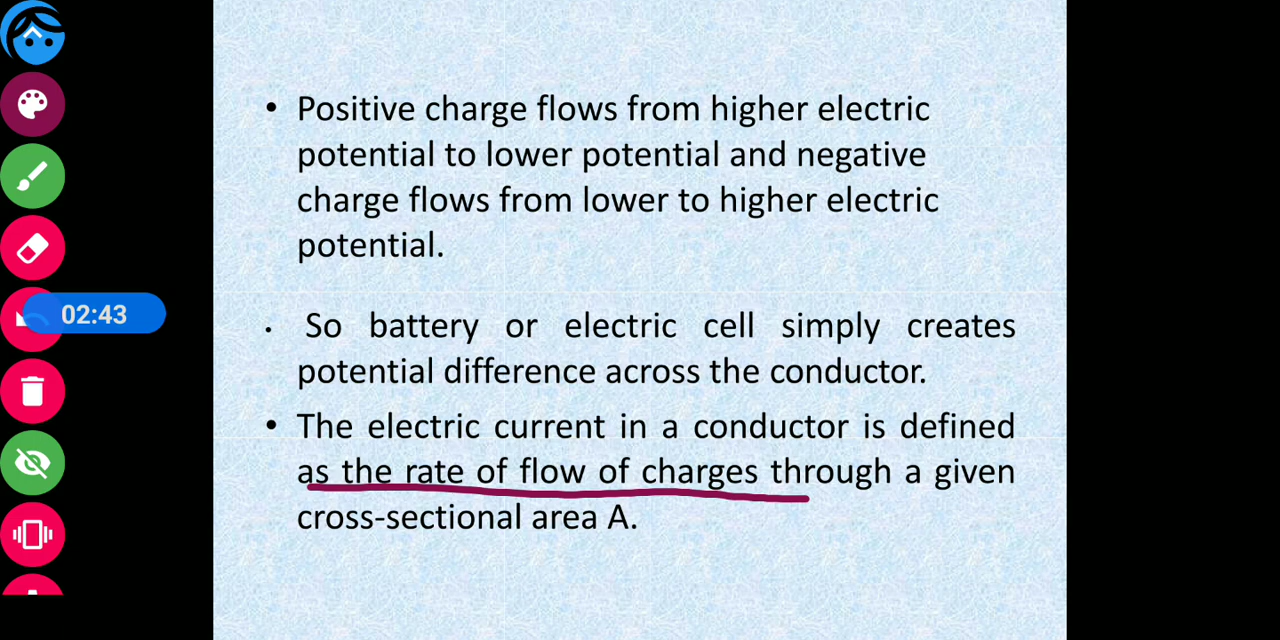 • Positive charge flows from higher electric
potential to lower potential and negative
charge flows from lower to higher electric
potential.
02:43
• So battery or electric cell simply creates
potential difference across the conductor.
• The electric current in a conductor is defined
as the rate of flow of charges through a given
cross-sectional area A.